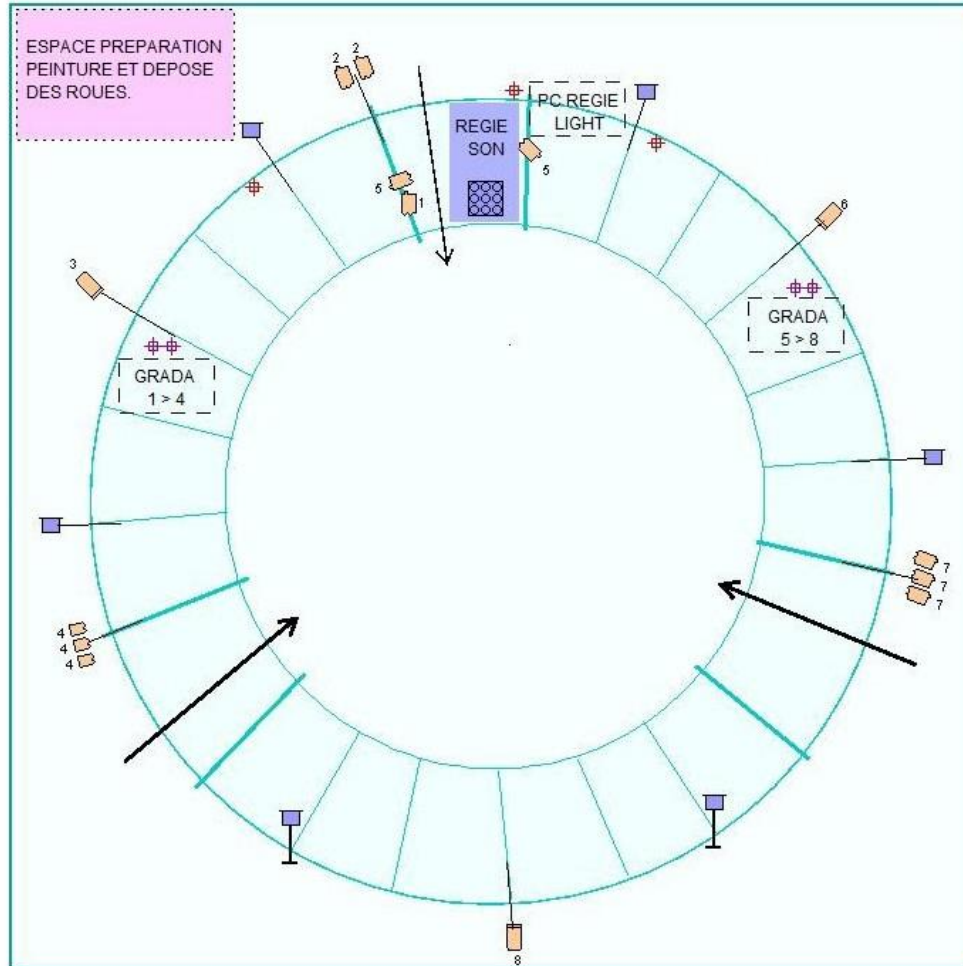 ESPACE PREPARATION
PEINTURE ET DEPOSE
DES ROUES.
2
2
PC REGIE
LIGHT
REGIE
SON
5
1
5
6
3
GRADA
5 > 8
GRADA
1 > 4
7
7
7
4
4
4
8